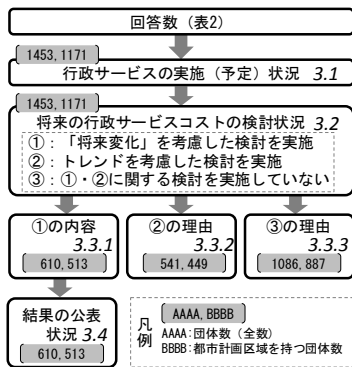 回答数（表2）
1453,1171
行政サービスの実施（予定）状況 3.1
1453,1171
将来の行政サービスコストの検討状況 3.2
①：「将来変化」を考慮した検討を実施
②：トレンドを考慮した検討を実施
③：①・②に関する検討を実施していない
①の内容
3.3.1
610,513
②の理由
3.3.2
541,449
③の理由
3.3.3
1086,887
結果の公表
状況 3.4
610,513
凡例
AAAA,BBBB
AAAA:団体数（全数）
BBBB:都市計画区域を持つ団体数